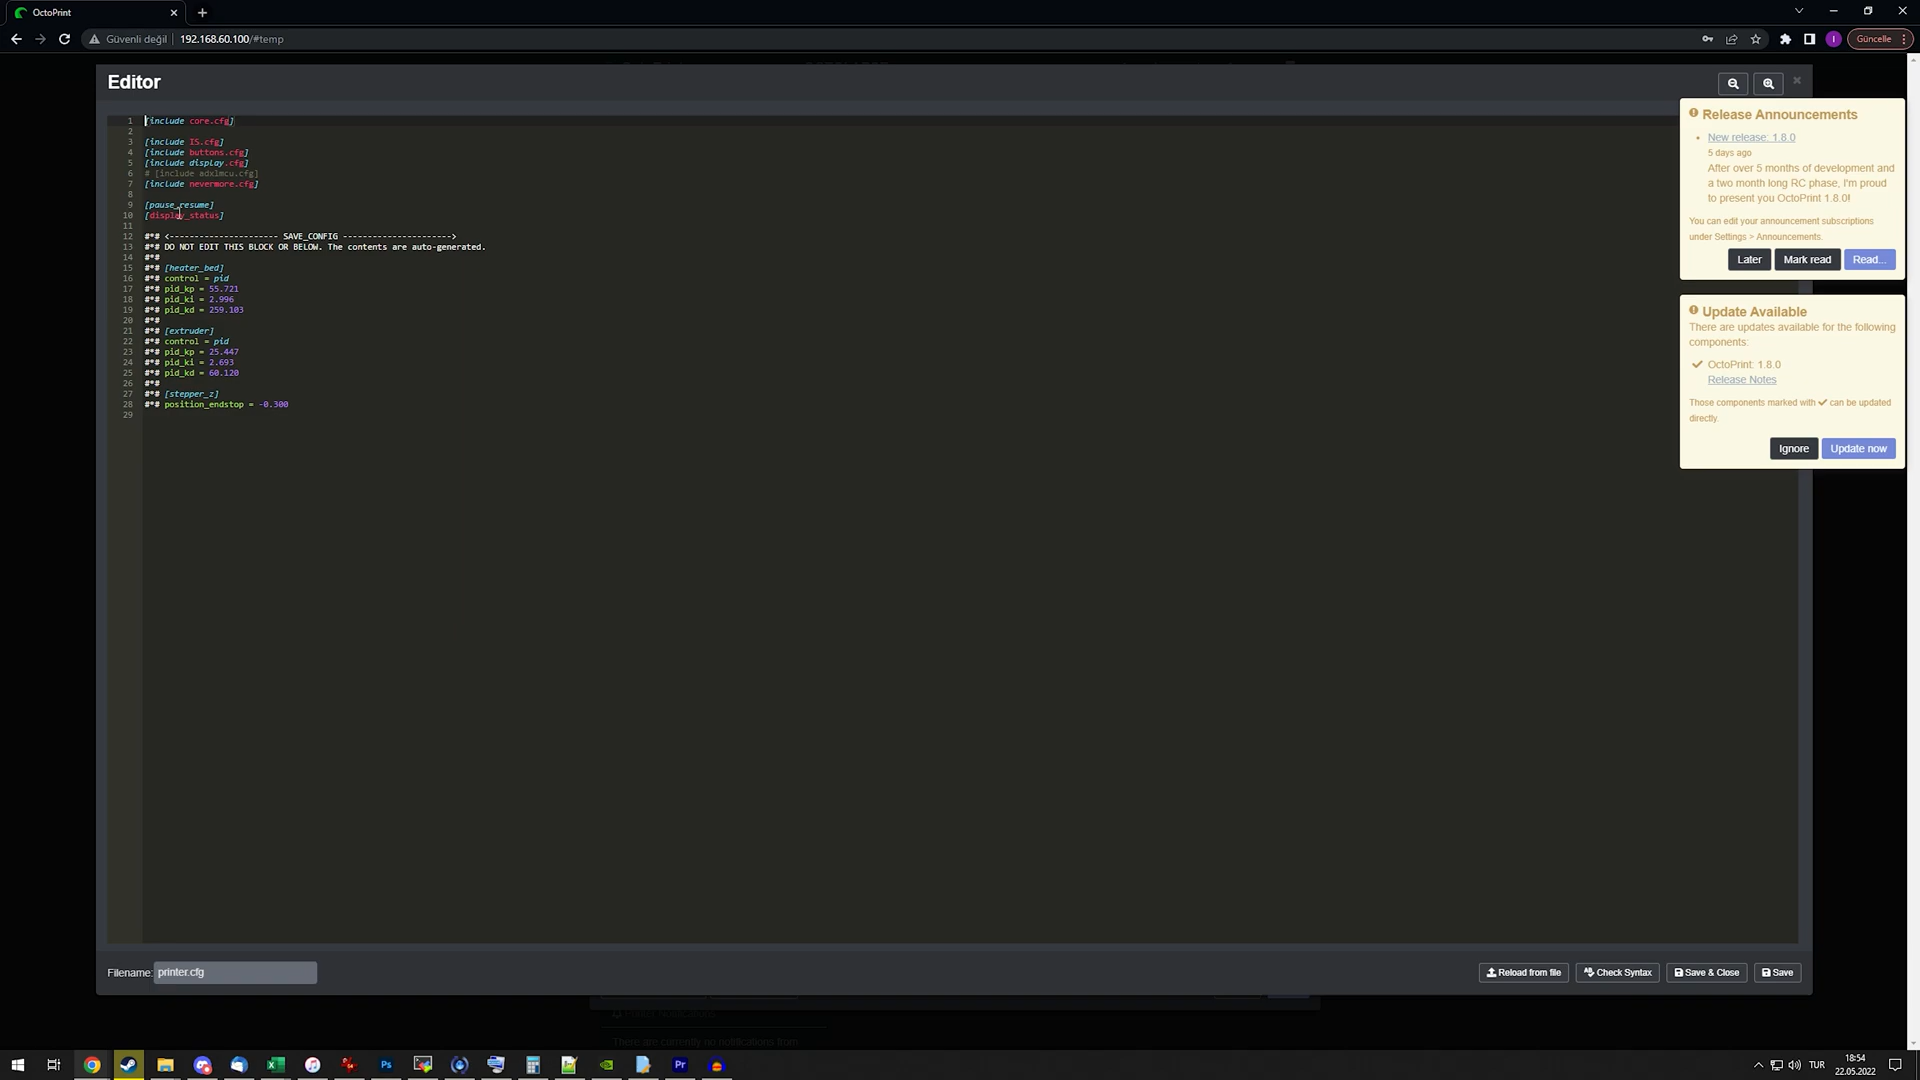 OctoPrint
Güvenli değil
192.168.60.100/#temp
Güncelle
Editor
1 [include core.cfg]
2
3 [include IS.cfg]
4 [include buttons.cfg]
5 [include display.cfg]
6 # [include adxlmcu.cfg]
7 [include nevermore.cfg]
8
9 [pause_resume]
10 [display_status]
11
12 #*# <---------------------- SAVE_CONFIG ---------------------->
13 #*# DO NOT EDIT THIS BLOCK OR BELOW. The contents are auto-generated.
14 #*#
15 #*# [heater_bed]
16 #*# control = pid
17 #*# pid_kp = 55.721
18 #*# pid_ki = 2.996
19 #*# pid_kd = 259.103
20 #*#
21 #*# [extruder]
22 #*# control = pid
23 #*# pid_kp = 25.447
24 #*# pid_ki = 2.693
25 #*# pid_kd = 60.120
26 #*#
27 #*# [stepper_z]
28 #*# position_endstop = -0.300
29
Release Announcements
New release: 1.8.0
5 days ago
After over 5 months of development and
a two month long RC phase, I'm proud
to present you OctoPrint 1.8.0!
You can edit your announcement subscriptions
under Settings > Announcements.
Later Mark read Read...
Update Available
There are updates available for the following
components:
OctoPrint: 1.8.0
Release Notes
Those components marked with ✔ can be updated
directly.
Ignore Update now
Filename: printer.cfg
Reload from file Check Syntax Save & Close Save
There are currently no notifications from
TUR
18:54
22.05.2022